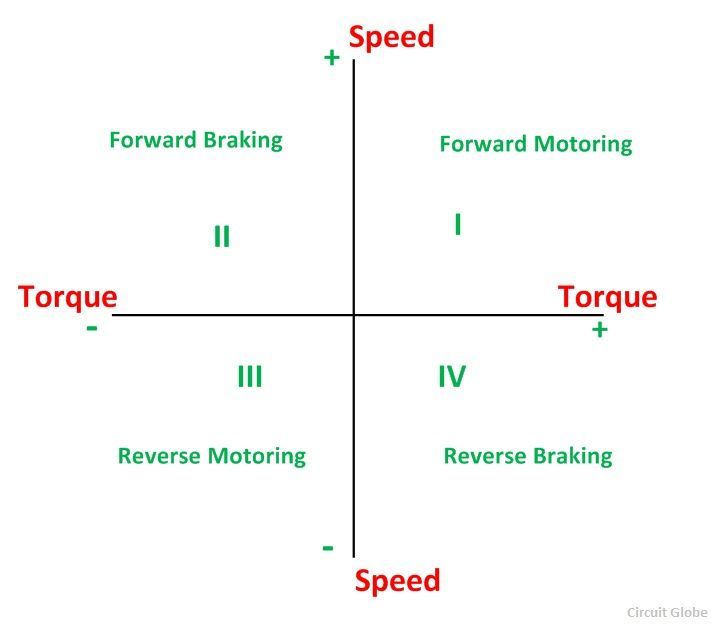 Speed
+
Forward Braking
Forward Motoring
II
I
Torque
Torque
-
+
III
IV
Reverse Motoring
Reverse Braking
-
Speed
Circuit Globe